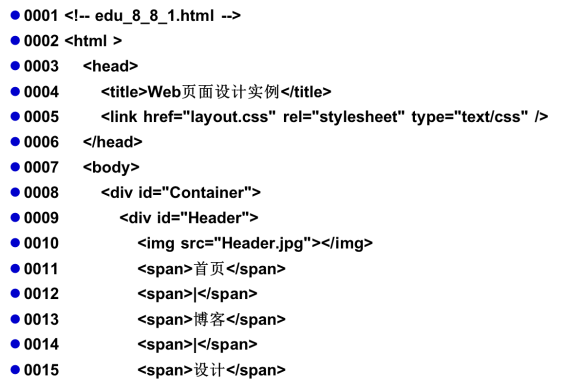 ● 0001 <!-- edu_8_8_1.html -->
● 0002 <html >
● 0003 <head>
● 0004 <title>Web页面设计实例</title>
● 0005 <link href="layout.css" rel="stylesheet" type="text/css" />
● 0006 </head>
● 0007 <body>
● 0008 <div id="Container">
● 0009 <div id="Header">
● 0010 <img src="Header.jpg"></img>
● 0011 <span>首页</span>
● 0012 <span>|</span>
● 0013 <span>博客</span>
● 0014 <span>|</span>
● 0015 <span>设计</span>